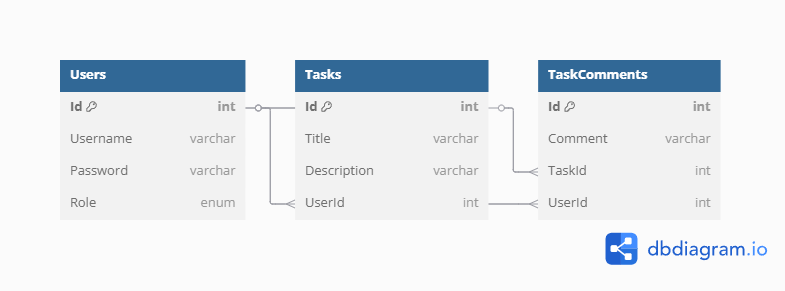 Users
Id int
Username varchar
Password varchar
Role enum
Tasks
Id int
Title varchar
Description varchar
UserId int
TaskComments
Id int
Comment varchar
TaskId int
UserId int
dbdiagram.io